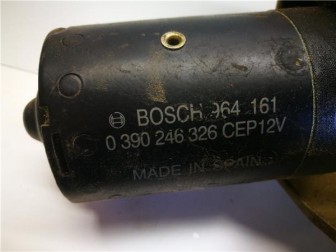 BOSCH 964 161
0 390 246 326 CEP12V
MADE IN SPAIN